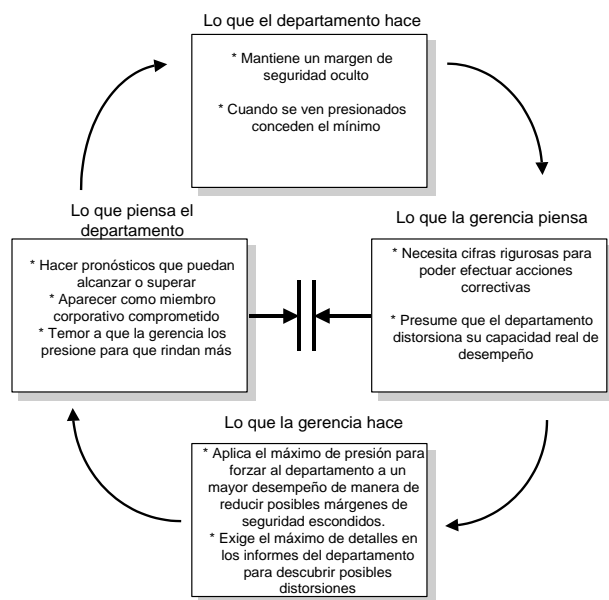 Lo que el departamento hace
* Mantiene un margen de
seguridad oculto
* Cuando se ven presionados
conceden el mínimo
Lo que piensa el
departamento
* Hacer pronósticos que puedan
alcanzar o superar
* Aparecer como miembro
corporativo comprometido
* Temor a que la gerencia los
presione para que rindan más
Lo que la gerencia piensa
* Necesita cifras rigurosas para
poder efectuar acciones
correctivas
* Presume que el departamento
distorsiona su capacidad real de
desempeño
Lo que la gerencia hace
* Aplica el máximo de presión para
forzar al departamento a un
mayor desempeño de manera de
reducir posibles márgenes de
seguridad escondidos.
* Exige el máximo de detalles en
los informes del departamento
para descubrir posibles
distorsiones